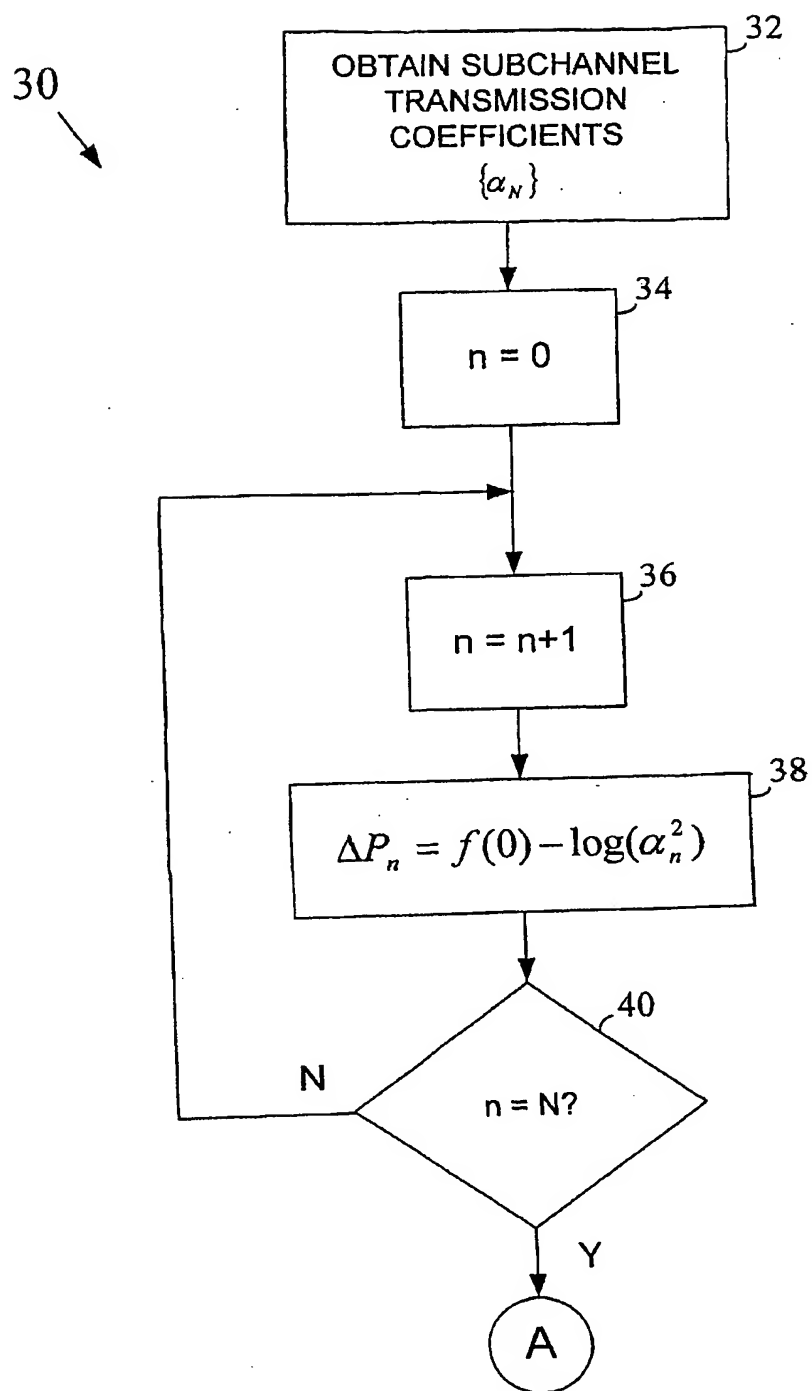 30
32
OBTAIN SUBCHANNEL
TRANSMISSION
COEFFICIENTS
{α_N}
34
n = 0
36
n = n+1
38
ΔP_n = f(0) − log(α_n^2)
40
N
n = N?
Y
A